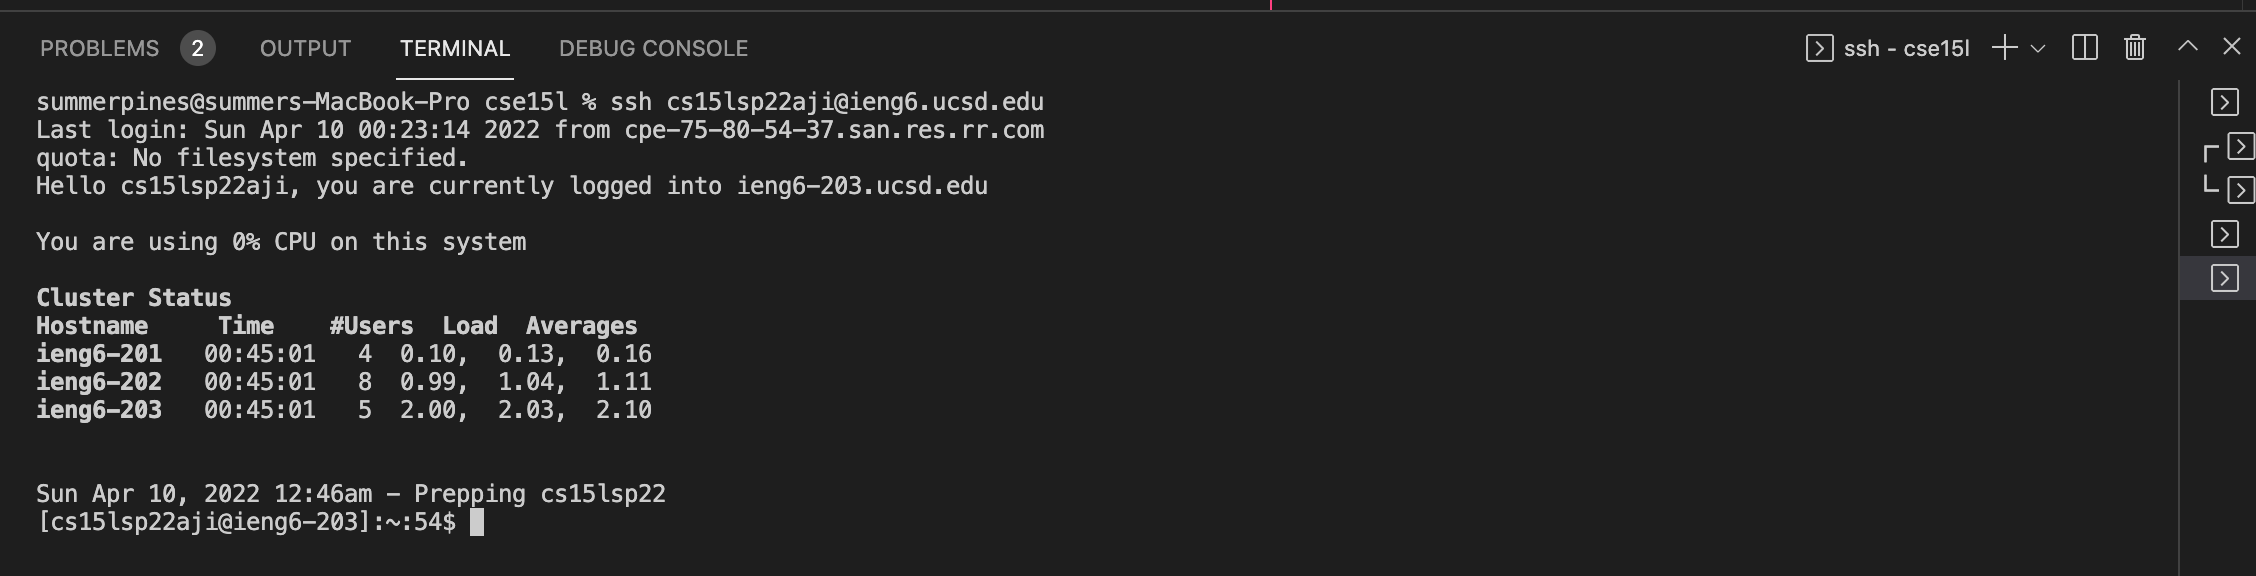 PROBLEMS 2 OUTPUT TERMINAL DEBUG CONSOLE ssh - cse15l
summerpines@summers-MacBook-Pro cse15l % ssh cs15lsp22aji@ieng6.ucsd.edu
Last login: Sun Apr 10 00:23:14 2022 from cpe-75-80-54-37.san.res.rr.com
quota: No filesystem specified.
Hello cs15lsp22aji, you are currently logged into ieng6-203.ucsd.edu
You are using 0% CPU on this system
Cluster Status
Hostname     Time    #Users  Load  Averages
ieng6-201   00:45:01   4  0.10,  0.13,  0.16
ieng6-202   00:45:01   8  0.99,  1.04,  1.11
ieng6-203   00:45:01   5  2.00,  2.03,  2.10
Sun Apr 10, 2022 12:46am - Prepping cs15lsp22
[cs15lsp22aji@ieng6-203]:~:54$